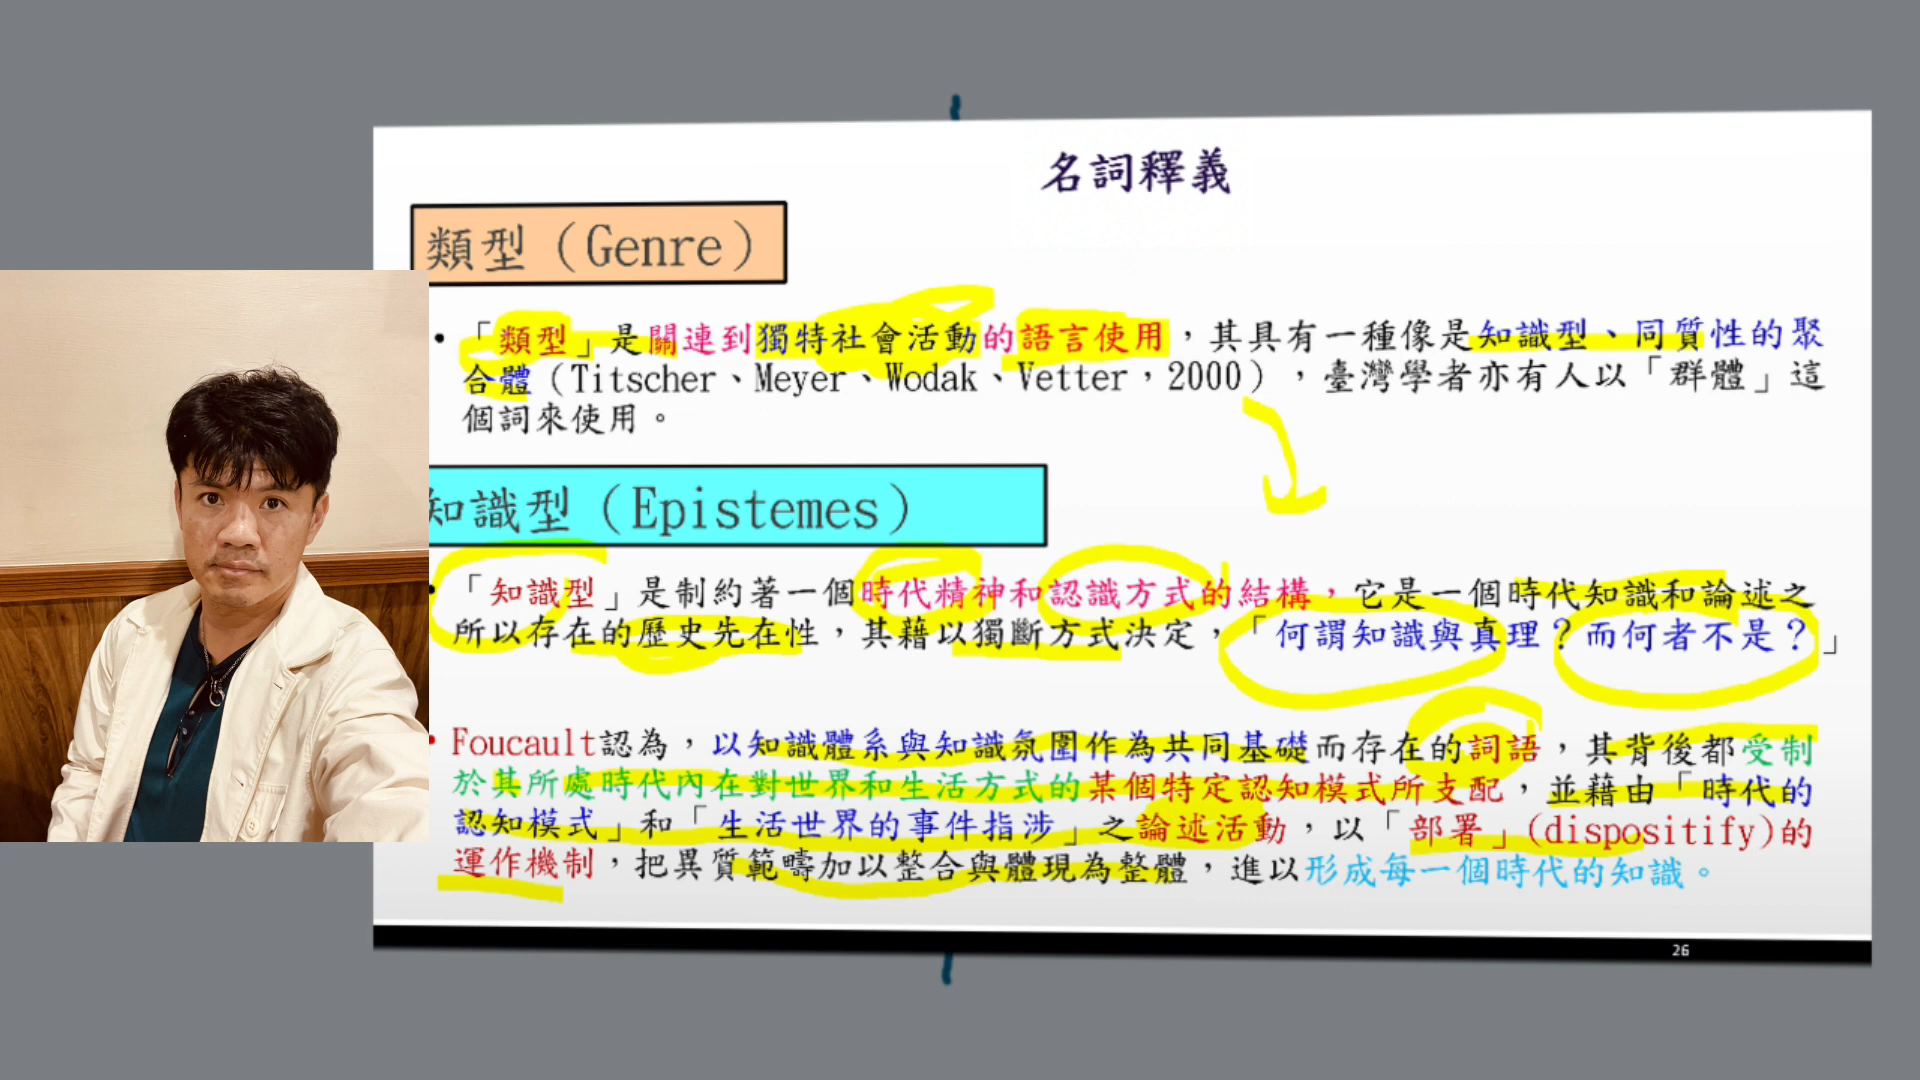 名詞釋義
類型（Genre）
•「類型」是關連到獨特社會活動的語言使用，其具有一種像是知識型、同質性的聚
合體（Titscher、Meyer、Wodak、Vetter，2000），臺灣學者亦有人以「群體」這
個詞來使用。
知識型（Epistemes）
•「知識型」是制約著一個時代精神和認識方式的結構，它是一個時代知識和論述之
所以存在的歷史先在性，其藉以獨斷方式決定，「何謂知識與真理？而何者不是？」
•Foucault認為，以知識體系與知識氛圍作為共同基礎而存在的詞語，其背後都受制
於其所處時代內在對世界和生活方式的某個特定認知模式所支配，並藉由「時代的
認知模式」和「生活世界的事件指涉」之論述活動，以「部署」(dispositify)的
運作機制，把異質範疇加以整合與體現為整體，進以形成每一個時代的知識。
26